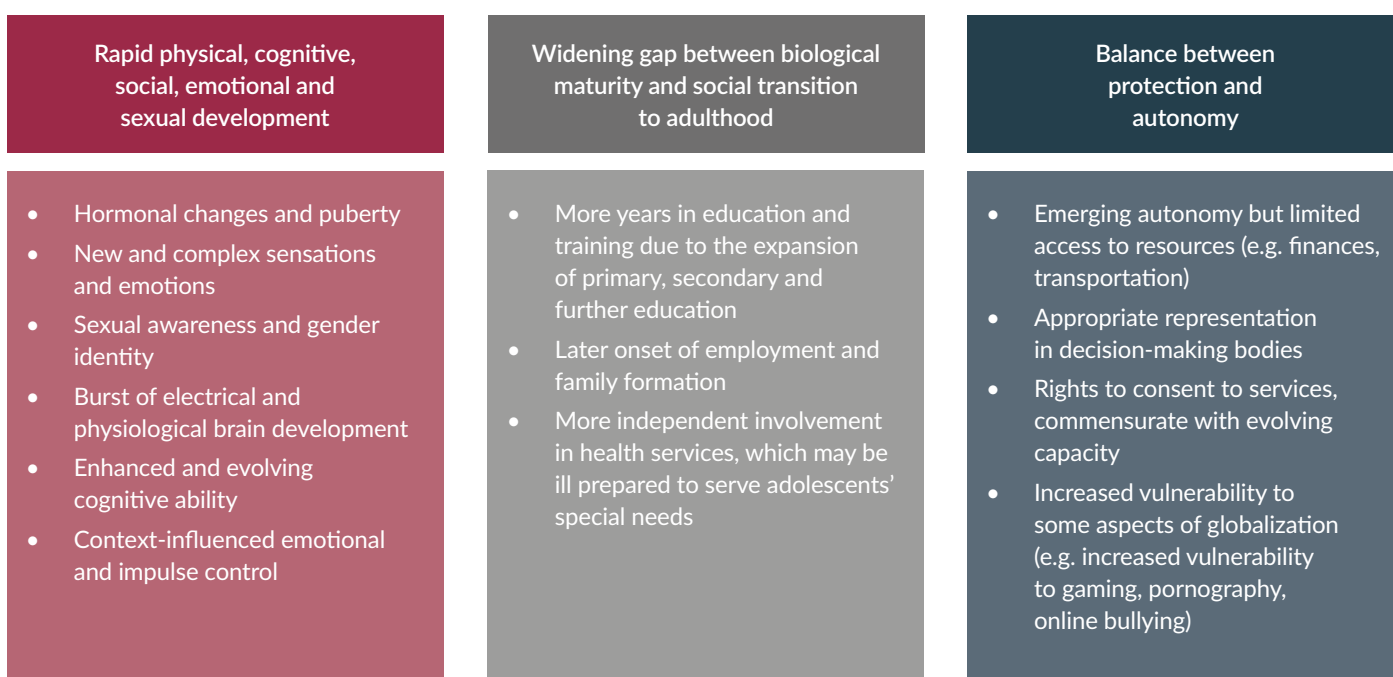 Rapid physical, cognitive,
social, emotional and
sexual development
• Hormonal changes and puberty
• New and complex sensations
and emotions
• Sexual awareness and gender
identity
• Burst of electrical and
physiological brain development
• Enhanced and evolving
cognitive ability
• Context-influenced emotional
and impulse control
Widening gap between biological
maturity and social transition
to adulthood
• More years in education and
training due to the expansion
of primary, secondary and
further education
• Later onset of employment and
family formation
• More independent involvement
in health services, which may be
ill prepared to serve adolescents’
special needs
Balance between
protection and
autonomy
• Emerging autonomy but limited
access to resources (e.g. finances,
transportation)
• Appropriate representation
in decision-making bodies
• Rights to consent to services,
commensurate with evolving
capacity
• Increased vulnerability to
some aspects of globalization
(e.g. increased vulnerability
to gaming, pornography,
online bullying)